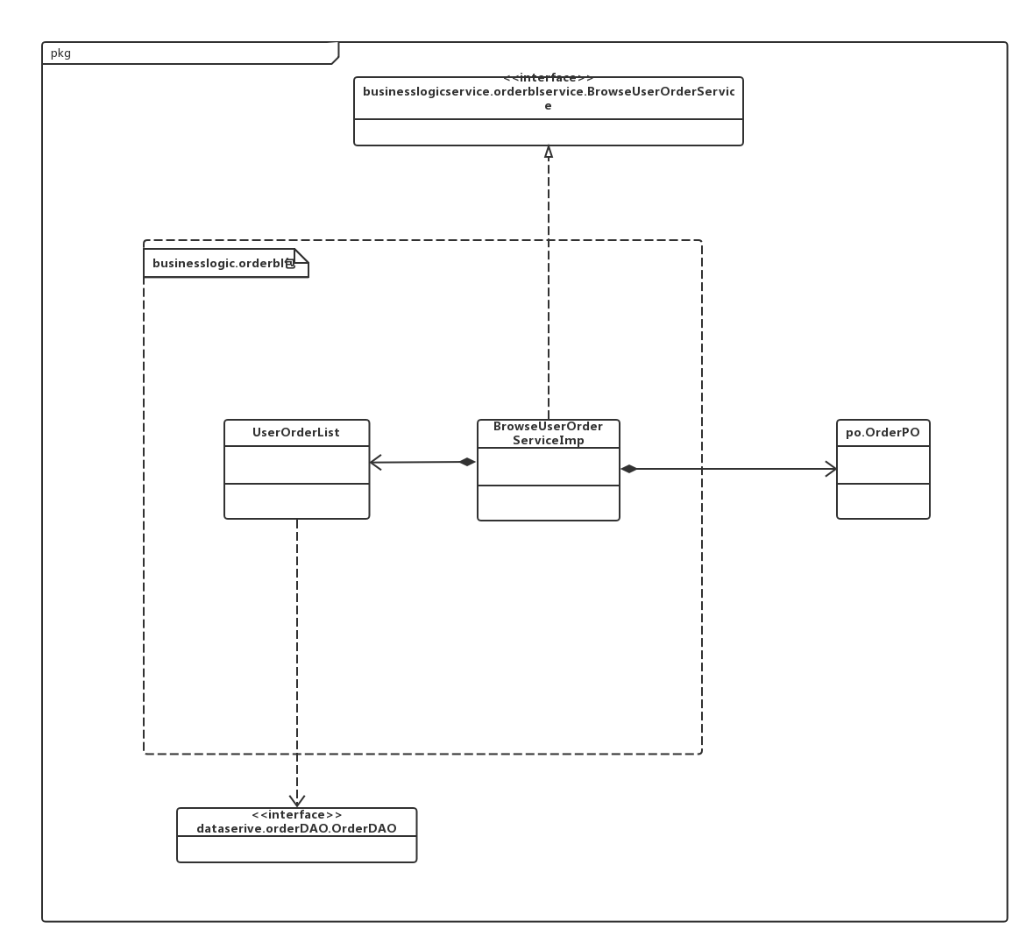 pkg
<<interface>>
businesslogicservice.orderblservice.BrowseUserOrderServic
e
businesslogic.orderbl包
UserOrderList
BrowseUserOrder
ServiceImp
po.OrderPO
<<interface>>
dataserive.orderDAO.OrderDAO